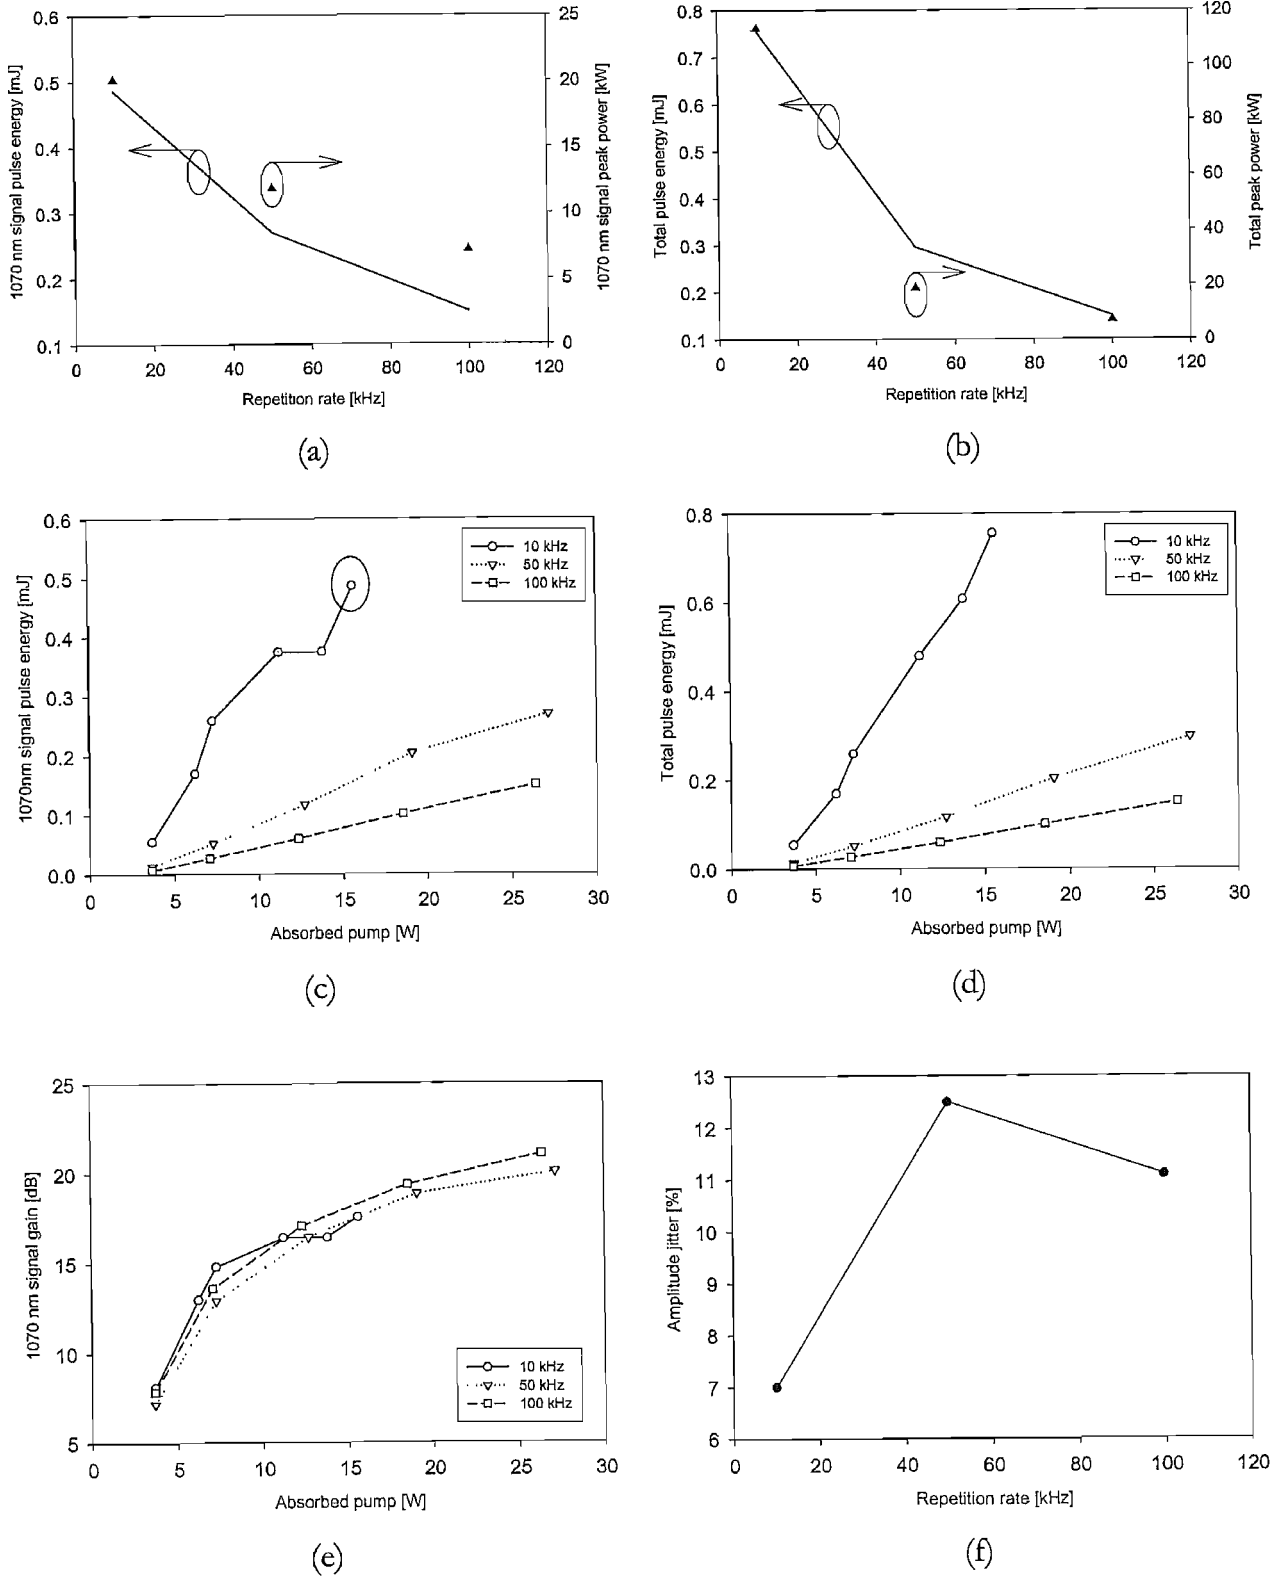 0.6
0.5
0.4
0.3
0.2
0.1
1070 nm signal pulse energy [mJ]
25
20
15
10
5
0
1070 nm signal peak power [kW]
0 20 40 60 80 100 120
Repetition rate [kHz]
(a)
0.8
0.7
0.6
0.5
0.4
0.3
0.2
0.1
Total pulse energy [mJ]
120
100
80
60
40
20
0
Total peak power [kW]
0 20 40 60 80 100 120
Repetition rate [kHz]
(b)
0.6
0.5
0.4
0.3
0.2
0.1
0.0
1070nm signal pulse energy [mJ]
10 kHz
50 kHz
100 kHz
0 5 10 15 20 25 30
Absorbed pump [W]
(c)
0.8
0.6
0.4
0.2
0.0
Total pulse energy [mJ]
10 kHz
50 kHz
100 kHz
0 5 10 15 20 25 30
Absorbed pump [W]
(d)
25
20
15
10
5
1070 nm signal gain [dB]
10 kHz
50 kHz
100 kHz
0 5 10 15 20 25 30
Absorbed pump [W]
(e)
13
12
11
10
9
8
7
6
Amplitude jitter [%]
0 20 40 60 80 100 120
Repetition rate [kHz]
(f)